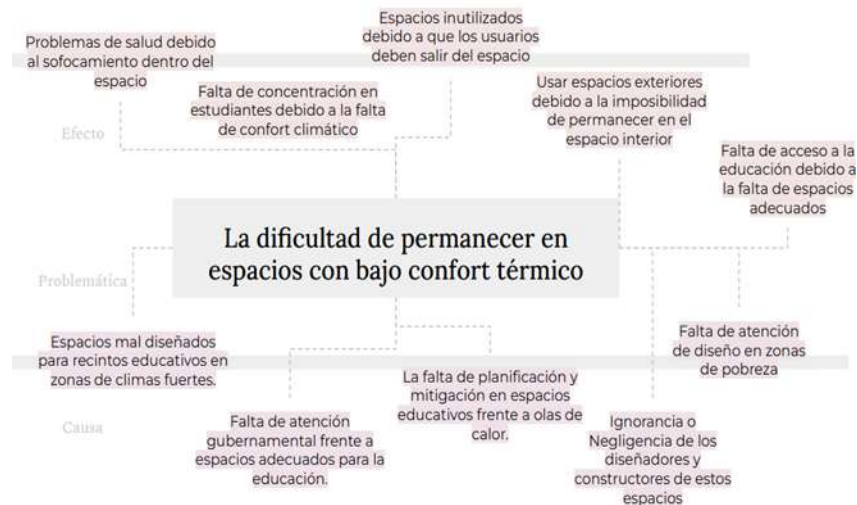 Problemas de salud debido
al sofocamiento dentro del
espacio
Espacios inutilizados
debido a que los usuarios
deben salir del espacio
Falta de concentración en
estudiantes debido a la falta
de confort climático
Usar espacios exteriores
debido a la imposibilidad
de permanecer en el
espacio interior
Falta de acceso a la
educación debido a
la falta de espacios
adecuados
Efecto
La dificultad de permanecer en
espacios con bajo confort térmico
Problemática
Espacios mal diseñados
para recintos educativos en
zonas de climas fuertes.
Falta de atención
gubernamental frente a
espacios adecuados para la
educación.
La falta de planificación y
mitigación en espacios
educativos frente a olas de
calor.
Ignorancia o
Negligencia de los
diseñadores y
constructores de estos
espacios
Falta de atención
de diseño en zonas
de pobreza
Causa